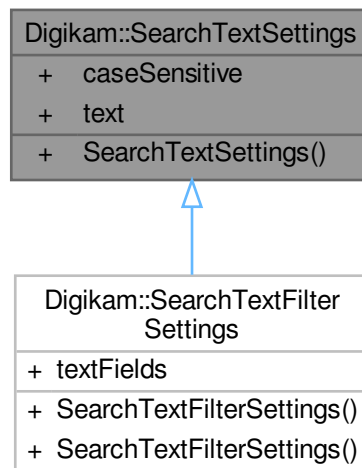 Digikam::SearchTextSettings
+ caseSensitive
+ text
+ SearchTextSettings()
Digikam::SearchTextFilter
Settings
+ textFields
+ SearchTextFilterSettings()
+ SearchTextFilterSettings()